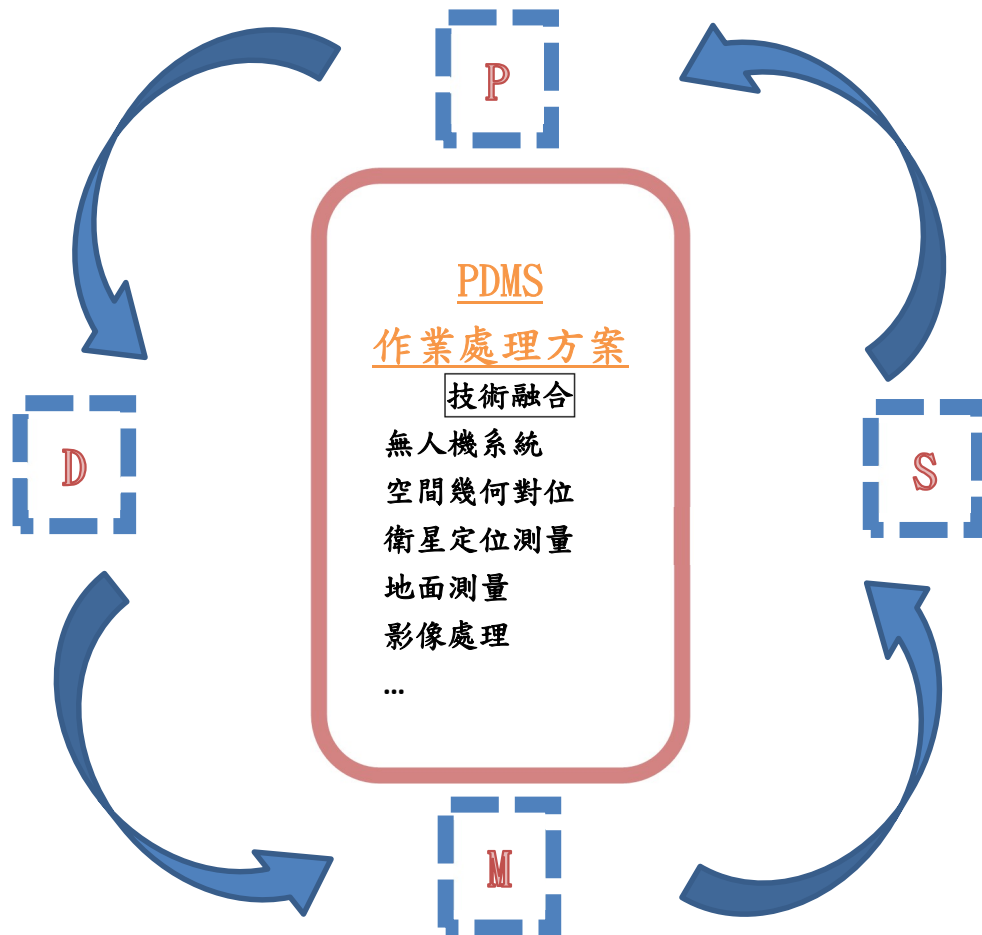 P
PDMS
作業處理方案
技術融合
無人機系統
空間幾何對位
衛星定位測量
地面測量
影像處理
...
D
S
M